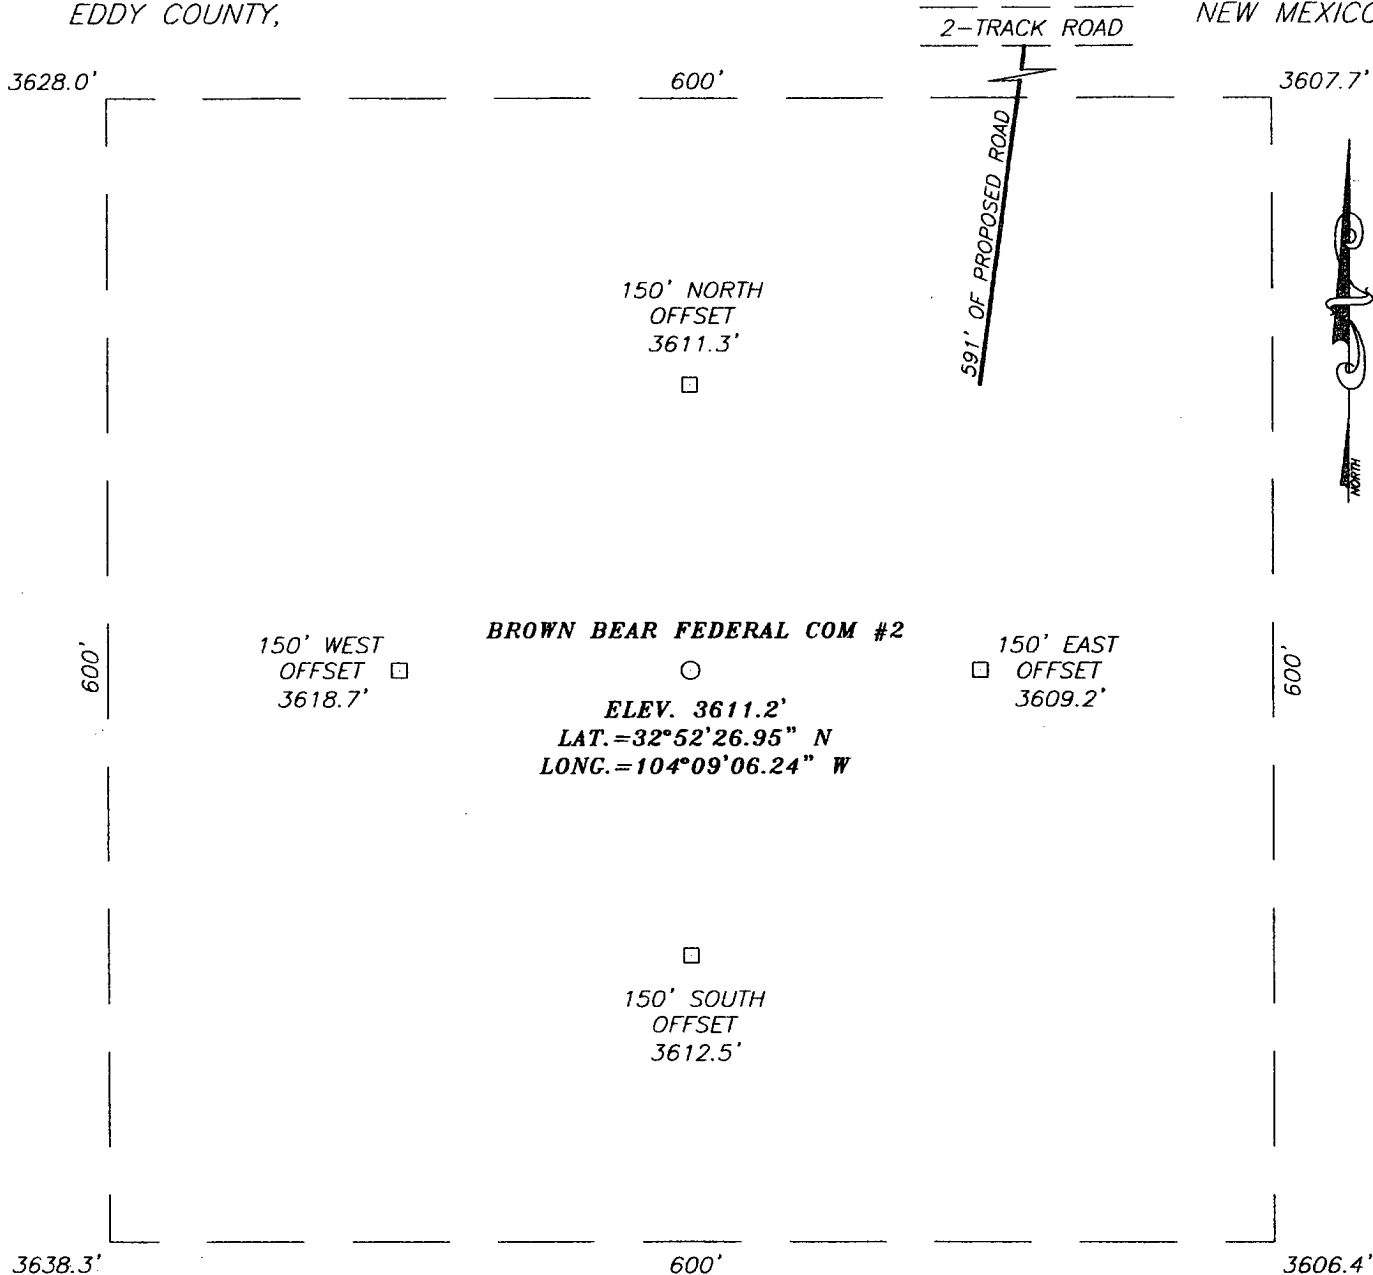 EDDY COUNTY,
NEW MEXICO
2-TRACK ROAD
3628.0'
600'
3607.7'
591' OF PROPOSED ROAD
150' NORTH
OFFSET
3611.3'
NORTH
600'
150' WEST
OFFSET
3618.7'
BROWN BEAR FEDERAL COM #2
ELEV. 3611.2'
LAT.=32°52'26.95" N
LONG.=104°09'06.24" W
150' EAST
OFFSET
3609.2'
600'
150' SOUTH
OFFSET
3612.5'
3638.3'
600'
3606.4'